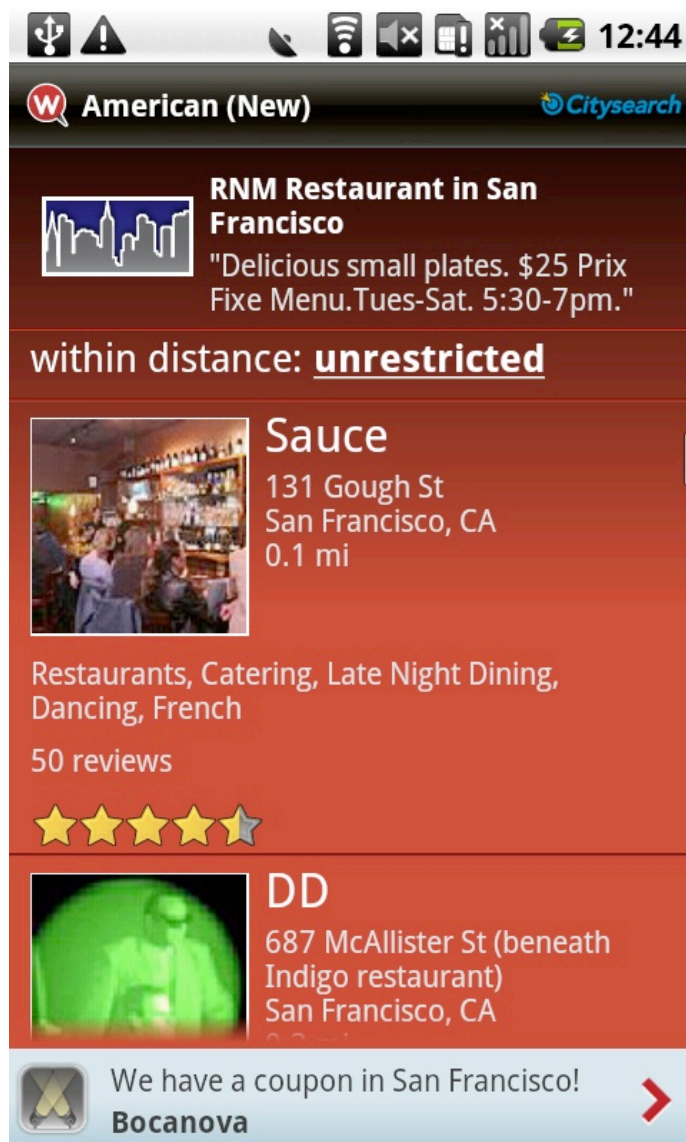 12:44
W American (New) Citysearch
RNM Restaurant in San
Francisco
"Delicious small plates. $25 Prix
Fixe Menu.Tues-Sat. 5:30-7pm."
within distance: unrestricted
Sauce
131 Gough St
San Francisco, CA
0.1 mi
Restaurants, Catering, Late Night Dining,
Dancing, French
50 reviews
DD
687 McAllister St (beneath
Indigo restaurant)
San Francisco, CA
We have a coupon in San Francisco!
Bocanova